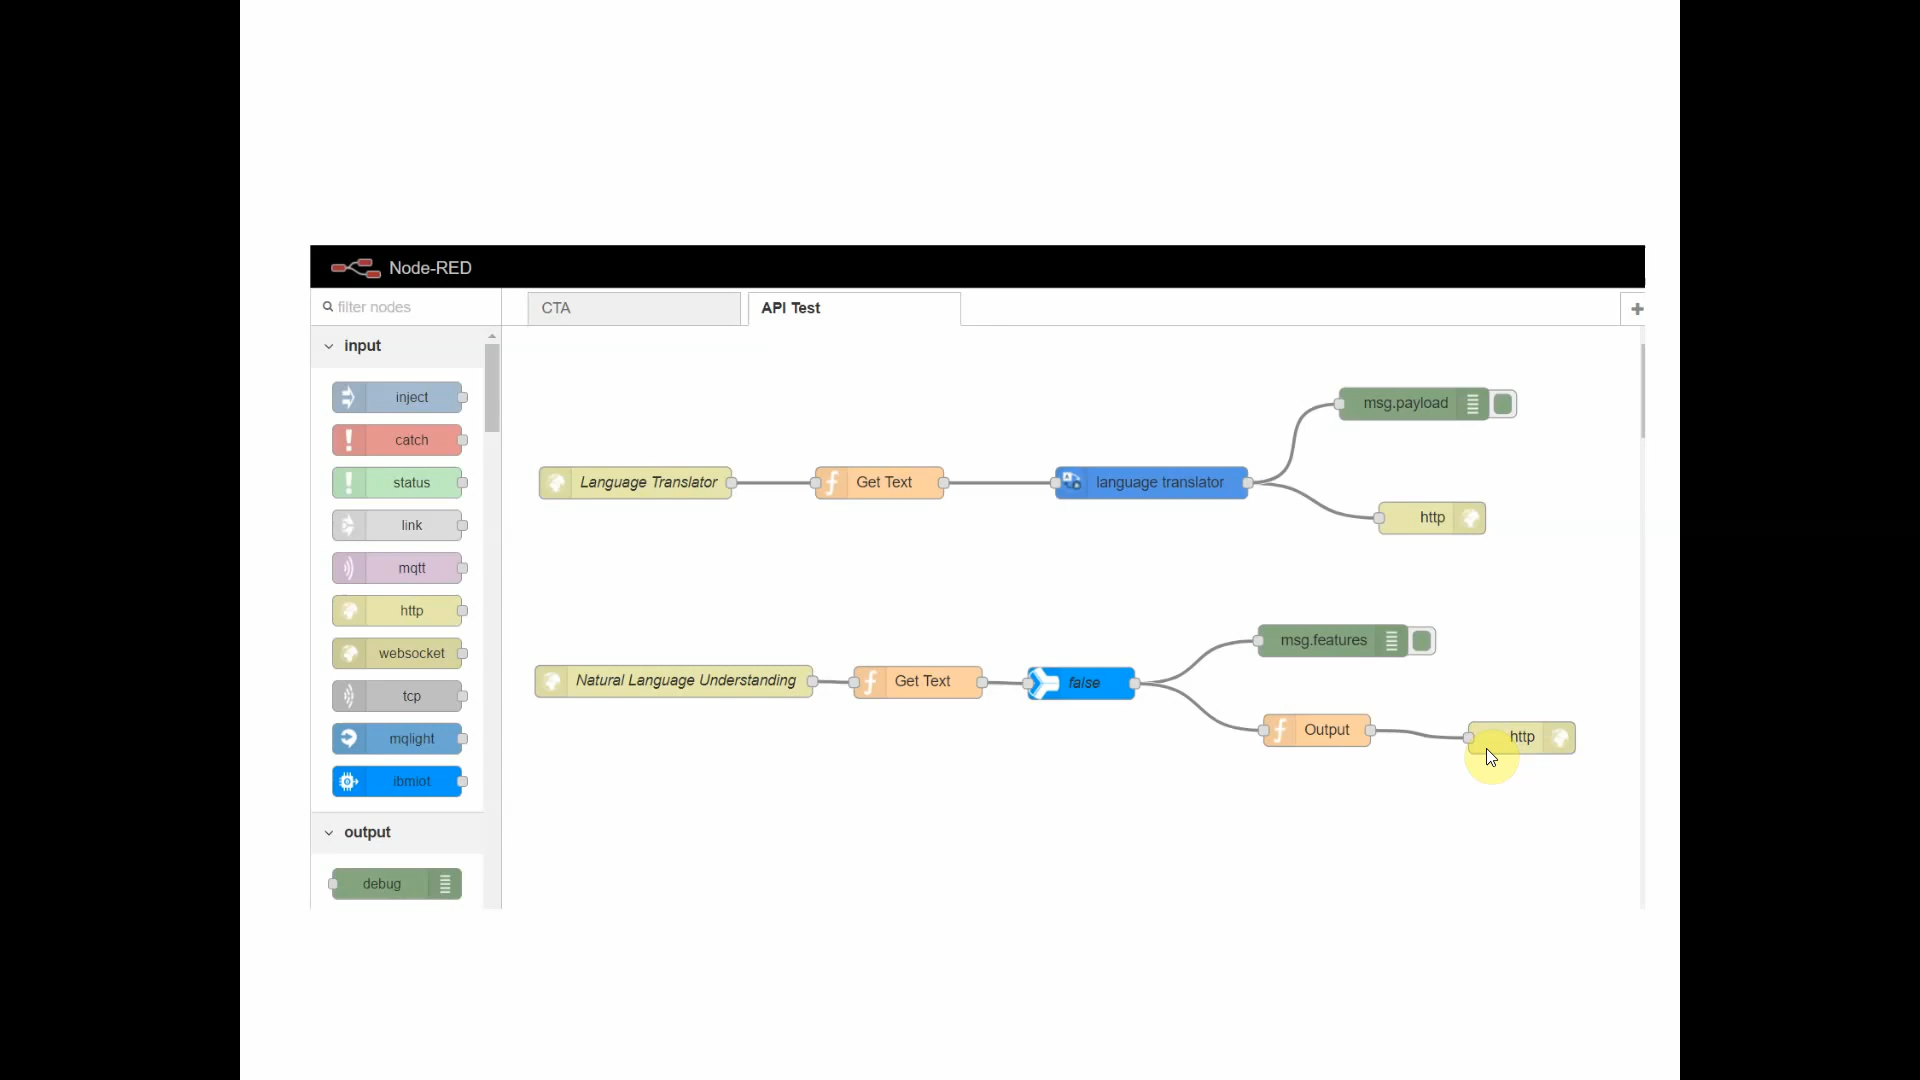 Node-RED
filter nodes
CTA
API Test
input
inject
catch
status
link
mqtt
http
websocket
tcp
mqlight
ibmiot
output
debug
msg.payload
Language Translator
Get Text
language translator
http
msg.features
Natural Language Understanding
Get Text
false
Output
http